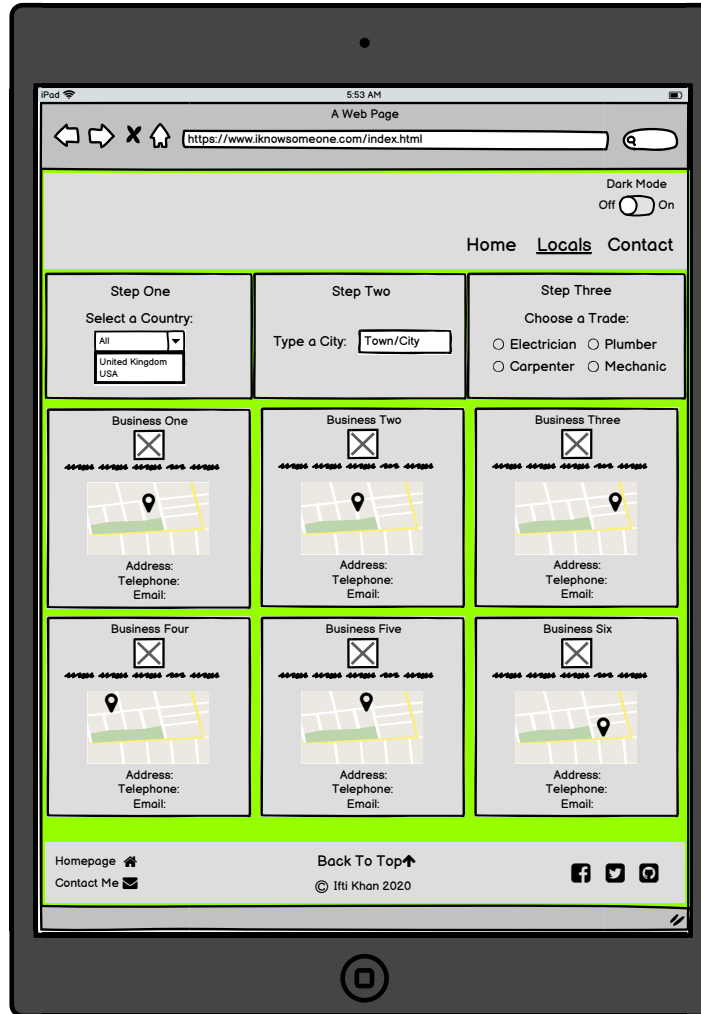 iPad 5:53 AM
A Web Page
https://www.iknowsomeone.com/index.html
Dark Mode
Off On
Home Locals Contact
Step One
Select a Country:
All
United Kingdom
USA
Step Two
Type a City: Town/City
Step Three
Choose a Trade:
Electrician Plumber
Carpenter Mechanic
Business One
Address:
Telephone:
Email:
Business Two
Address:
Telephone:
Email:
Business Three
Address:
Telephone:
Email:
Business Four
Address:
Telephone:
Email:
Business Five
Address:
Telephone:
Email:
Business Six
Address:
Telephone:
Email:
Homepage
Contact Me
Back To Top
© Ifti Khan 2020